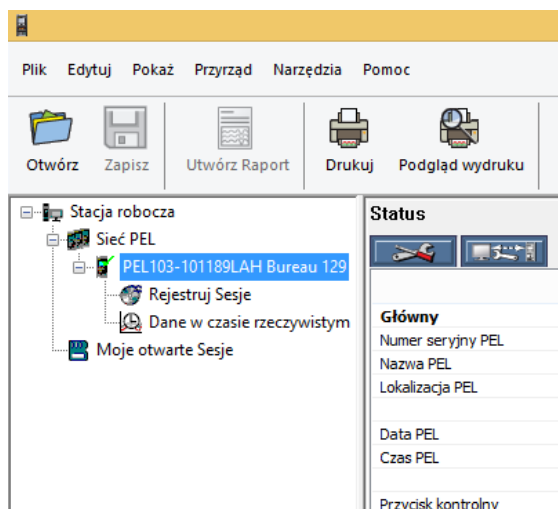 Plik Edytuj Pokaż Przyrząd Narzędzia Pomoc
Otwórz Zapisz Utwórz Raport Drukuj Podgląd wydruku
Stacja robocza
Sieć PEL
PEL103-101189LAH Bureau 129
Rejestruj Sesje
Dane w czasie rzeczywistym
Moje otwarte Sesje
Status
Główny
Numer seryjny PEL
Nazwa PEL
Lokalizacja PEL
Data PEL
Czas PEL
Przycisk kontrolny